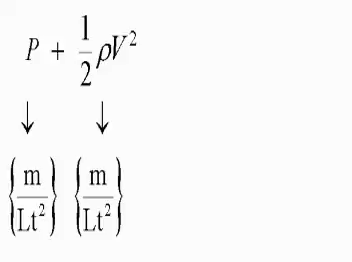 P + 1/2 ρV²
↓ ↓
{m/Lt²} {m/Lt²}